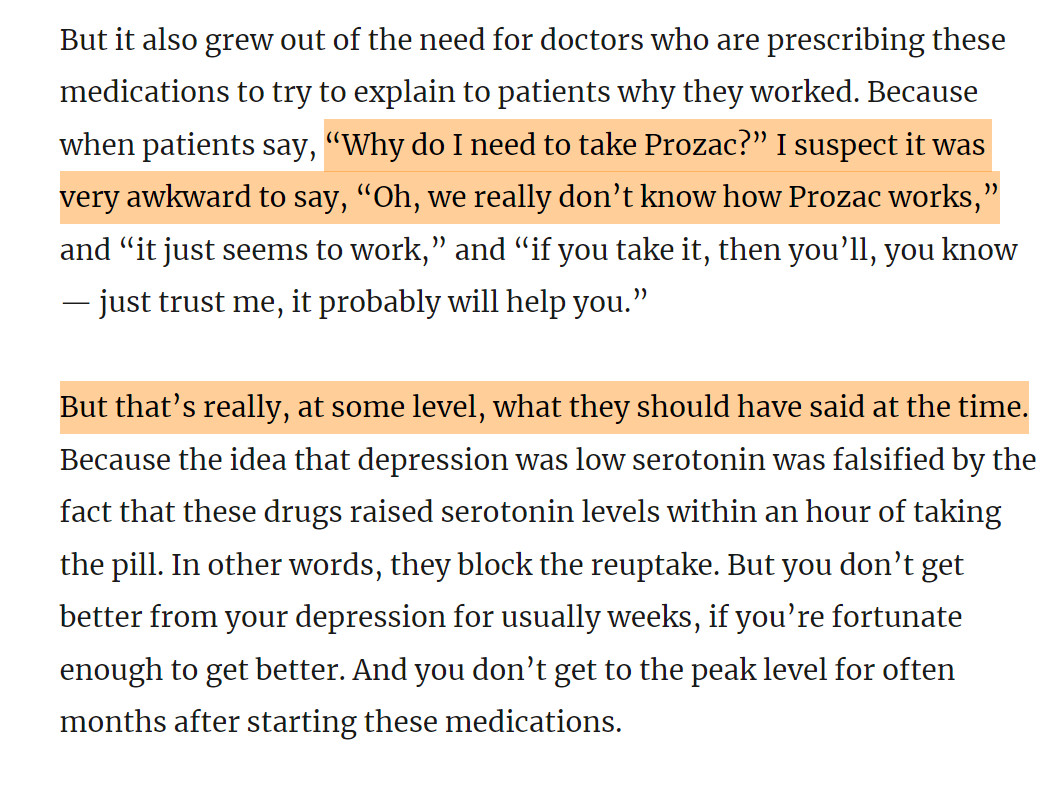 But it also grew out of the need for doctors who are prescribing these
medications to try to explain to patients why they worked. Because
when patients say, “Why do I need to take Prozac?” I suspect it was
very awkward to say, “Oh, we really don’t know how Prozac works,”
and “it just seems to work,” and “if you take it, then you’ll, you know
— just trust me, it probably will help you.”
But that’s really, at some level, what they should have said at the time.
Because the idea that depression was low serotonin was falsified by the
fact that these drugs raised serotonin levels within an hour of taking
the pill. In other words, they block the reuptake. But you don’t get
better from your depression for usually weeks, if you’re fortunate
enough to get better. And you don’t get to the peak level for often
months after starting these medications.